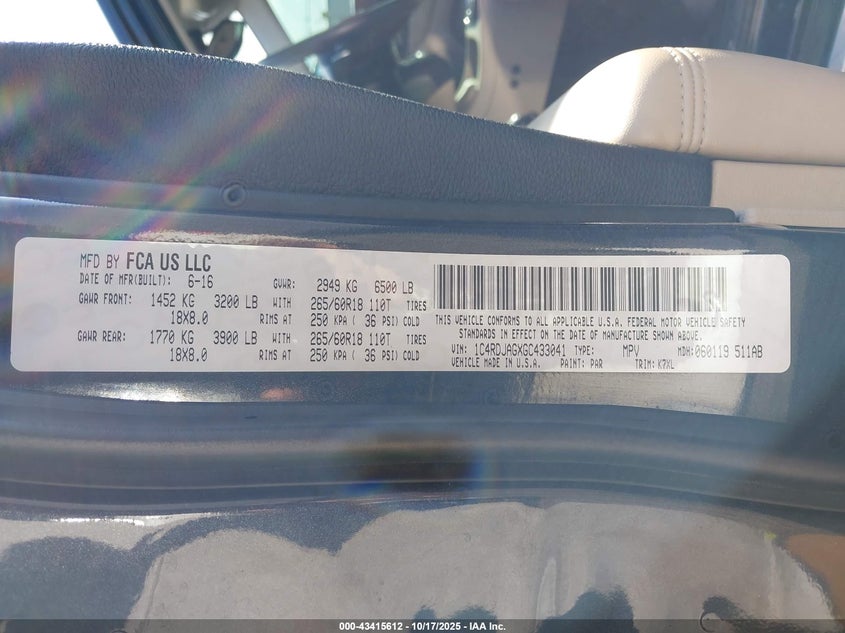 MFD BY FCA US LLC
DATE OF MFR(BUILT): 6-16 GVWR: 2949 KG 6500 LB
GAWR FRONT: 1452 KG 3200 LB WITH 265/60R18 110T TIRES
18X8.0 RIMS AT 250 KPA ( 36 PSI) COLD
GAWR REAR: 1770 KG 3900 LB WITH 265/60R18 110T TIRES
18X8.0 RIMS AT 250 KPA ( 36 PSI) COLD
THIS VEHICLE CONFORMS TO ALL APPLICABLE U.S.A. FEDERAL MOTOR VEHICLE SAFETY
STANDARDS IN EFFECT ON THE DATE OF MANUFACTURE SHOWN ABOVE.
VIN: 1C4RDJAGXGC433041 TYPE: MPV MDH: 060119 511AB
VEHICLE MADE IN U.S.A. PAINT: PAR TRIM: K7XL
000-43415612 - 10/17/2025 - IAA Inc.